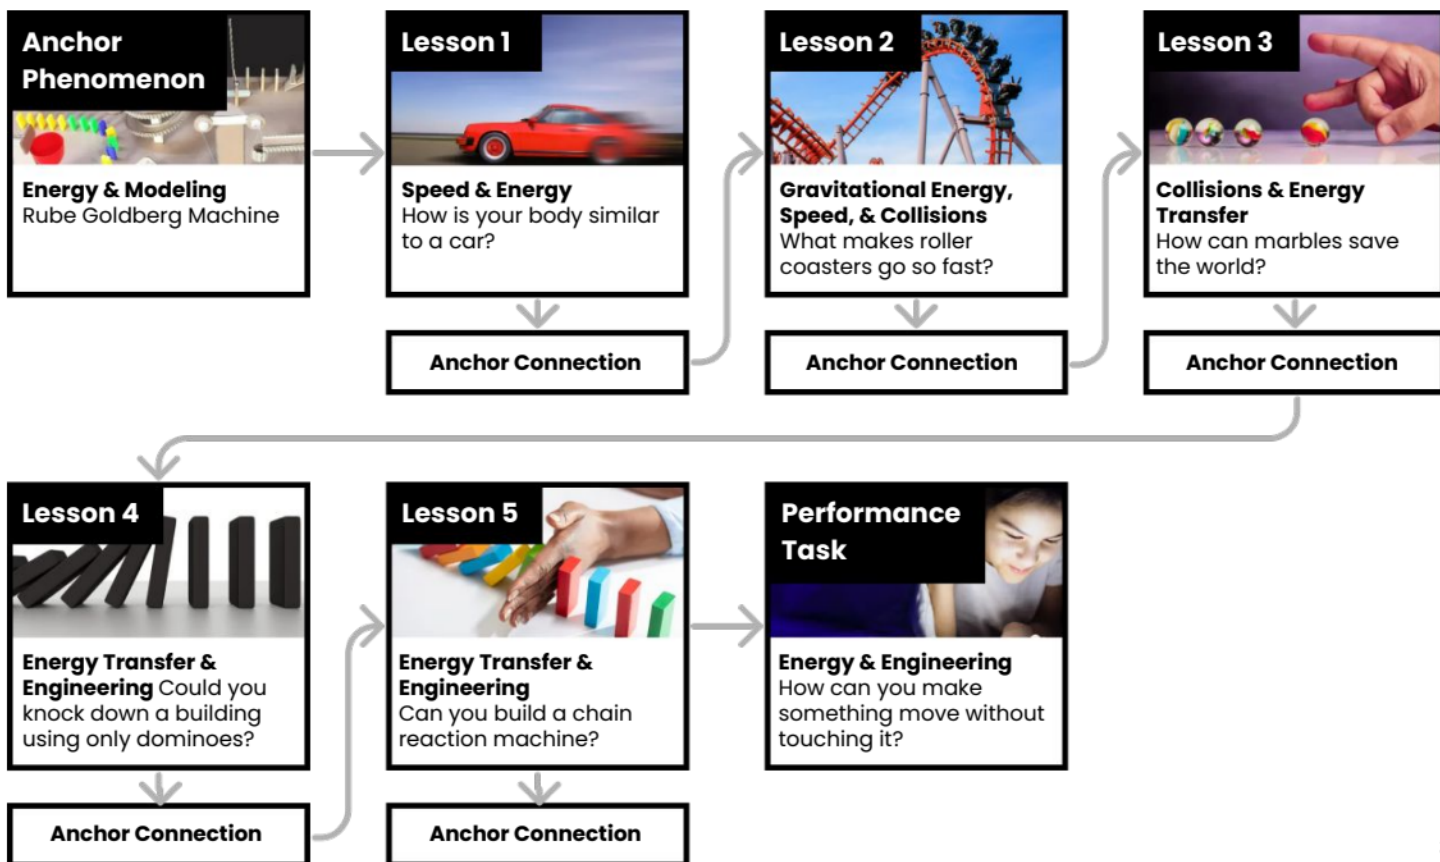 Anchor
Phenomenon
Energy & Modeling
Rube Goldberg Machine
Lesson 1
Speed & Energy
How is your body similar
to a car?
Anchor Connection
Lesson 2
Gravitational Energy,
Speed, & Collisions
What makes roller
coasters go so fast?
Anchor Connection
Lesson 3
Collisions & Energy
Transfer
How can marbles save
the world?
Anchor Connection
Lesson 4
Energy Transfer &
Engineering Could you
knock down a building
using only dominoes?
Anchor Connection
Lesson 5
Energy Transfer &
Engineering
Can you build a chain
reaction machine?
Anchor Connection
Performance
Task
Energy & Engineering
How can you make
something move without
touching it?